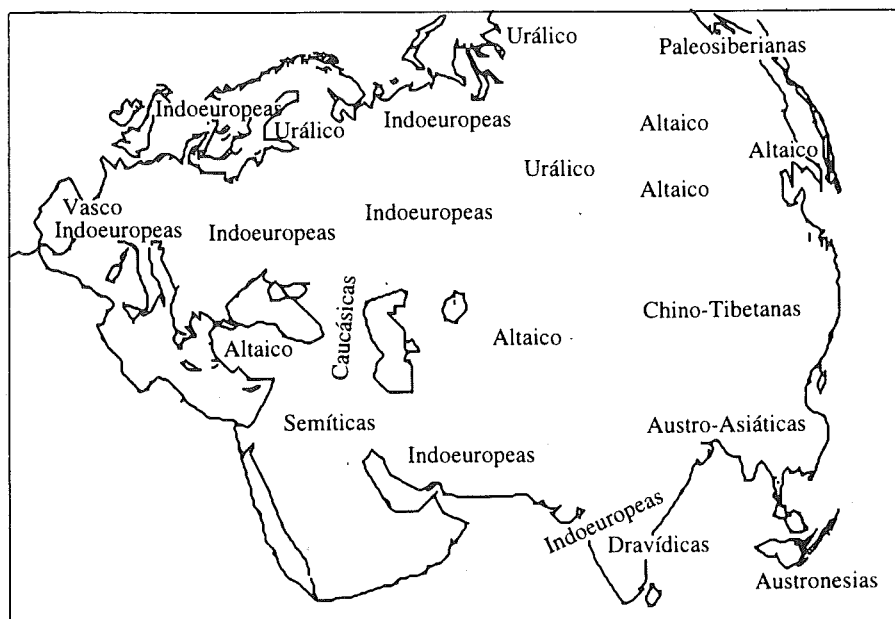 Urálico
Paleosiberianas
Indoeuropeas
Urálico
Indoeuropeas
Altaico
Altaico
Urálico
Altaico
Vasco
Indoeuropeas
Indoeuropeas
Indoeuropeas
Caucásicas
Chino-Tibetanas
Altaico
Altaico
Semíticas
Austro-Asiáticas
Indoeuropeas
Indoeuropeas
Dravídicas
Austronesias